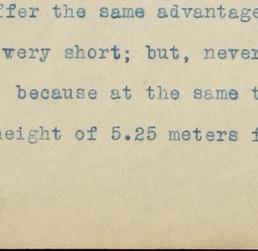 ffer the same advantage
very short; but, never
because at the same t
height of 5.25 meters f